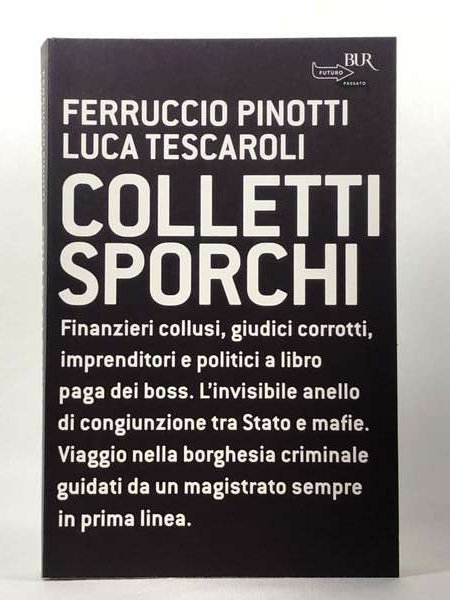 BUR
FUTURO
PASSATO
FERRUCCIO PINOTTI
LUCA TESCAROLI
COLLETTI
SPORCHI
Finanzieri collusi, giudici corrotti,
imprenditori e politici a libro
paga dei boss. L'invisibile anello
di congiunzione tra Stato e mafie.
Viaggio nella borghesia criminale
guidati da un magistrato sempre
in prima linea.